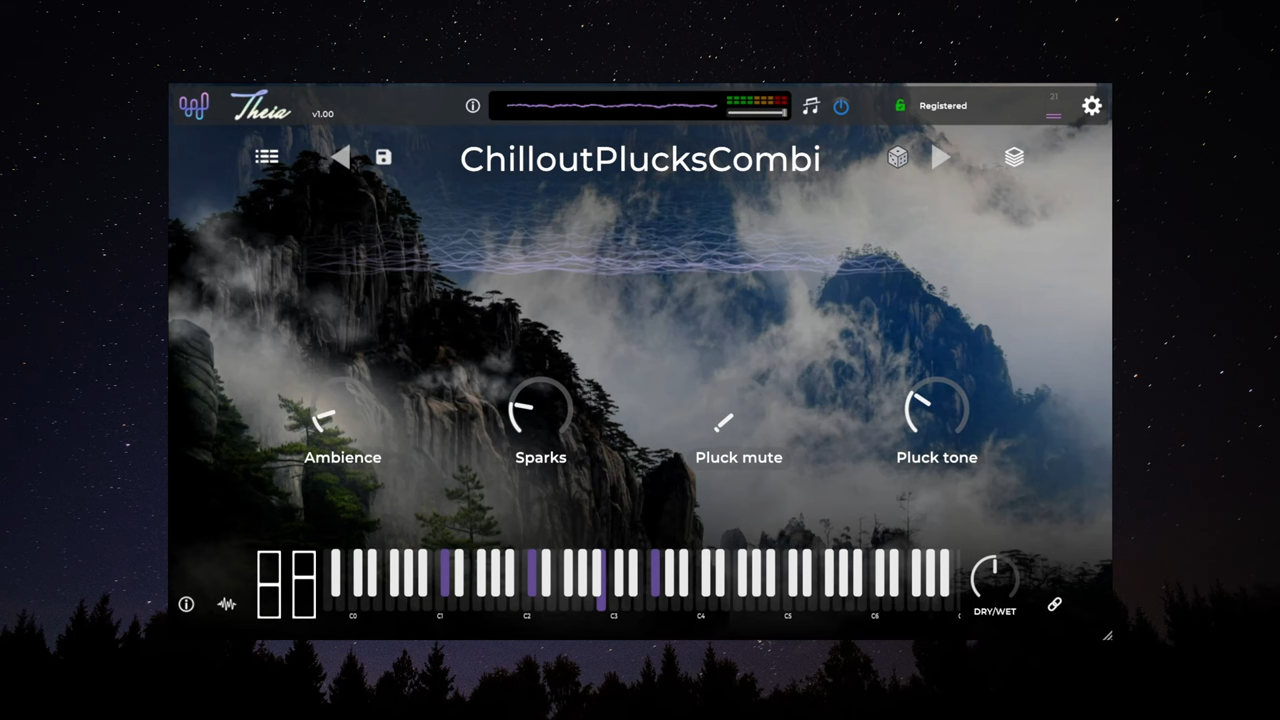 Theia
v1.00
Registered
21
ChilloutPlucksCombi
Ambience
Sparks
Pluck mute
Pluck tone
C0
C1
C2
C3
C4
C5
C6
DRY/WET